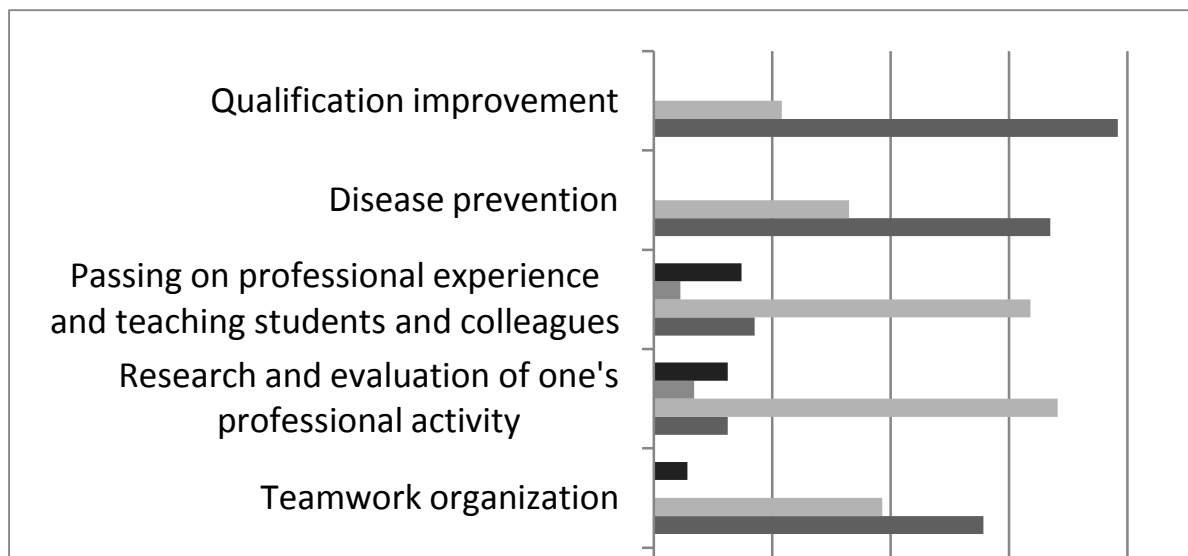 Qualification improvement
Disease prevention
Passing on professional experience
and teaching students and colleagues
Research and evaluation of one's
professional activity
Teamwork organization